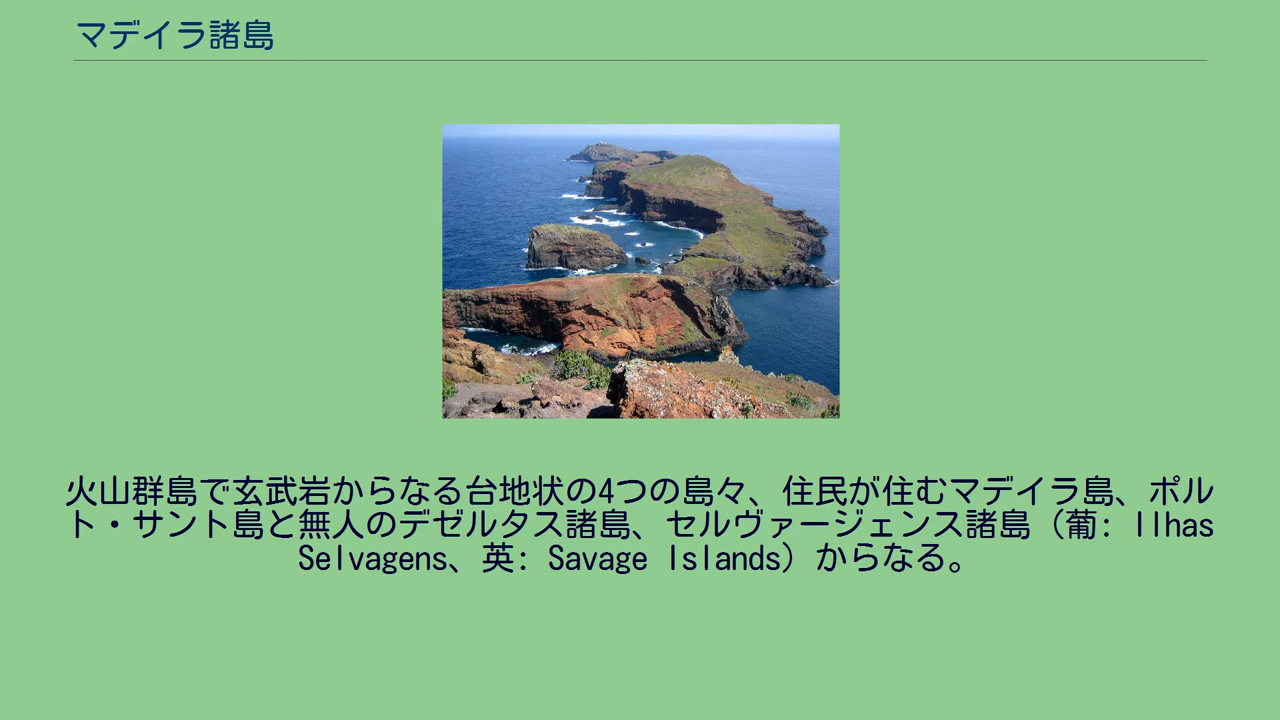 マデイラ諸島
火山群島で玄武岩からなる台地状の4つの島々、住民が住むマデイラ島、ポル
ト・サント島と無人のデゼルタス諸島、セルヴァージェンス諸島（葡: Ilhas
Selvagens、英: Savage Islands）からなる。